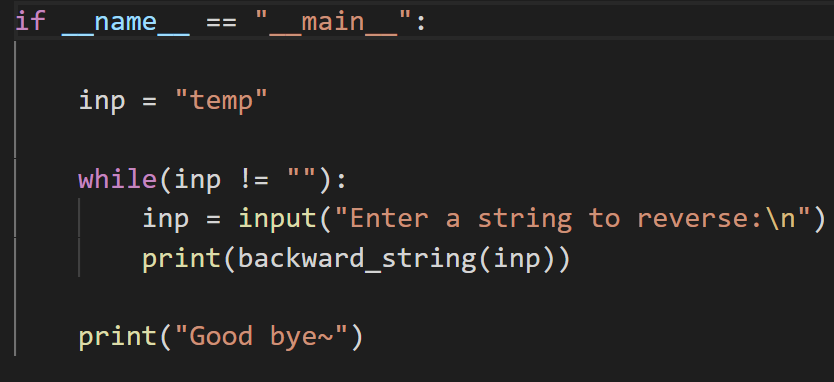 if __name__ == "__main__":
inp = "temp"
while(inp != ""):
inp = input("Enter a string to reverse:\n")
print(backward_string(inp))
print("Good bye~")